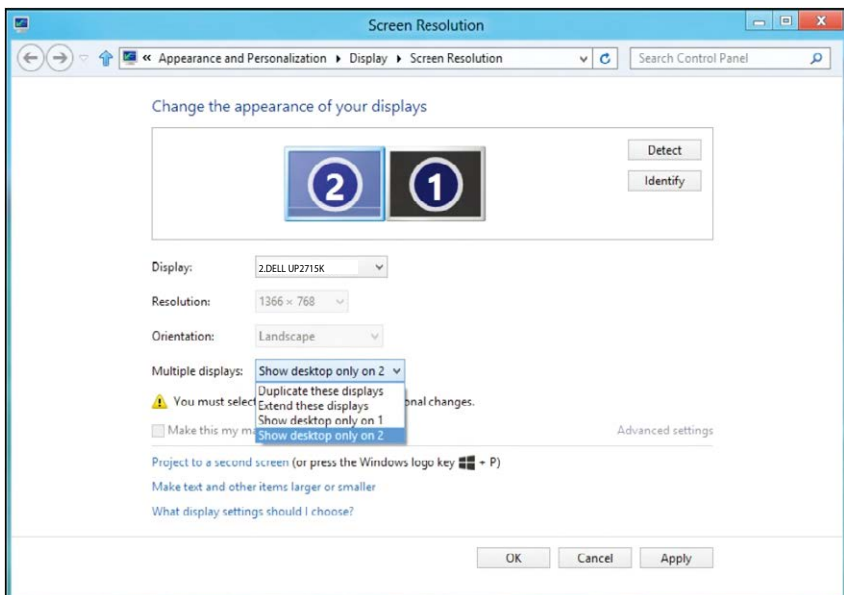 Screen Resolution
« Appearance and Personalization ▸ Display ▸ Screen Resolution
Search Control Panel
Change the appearance of your displays
2
1
Detect
Identify
Display: 2.DELL UP2715K
Resolution: 1366 × 768
Orientation: Landscape
Multiple displays: Show desktop only on 2
Duplicate these displays
You must select onal changes.
Extend these displays
Show desktop only on 1
Make this my m
Show desktop only on 2
Advanced settings
Project to a second screen (or press the Windows logo key + P)
Make text and other items larger or smaller
What display settings should I choose?
OK Cancel Apply